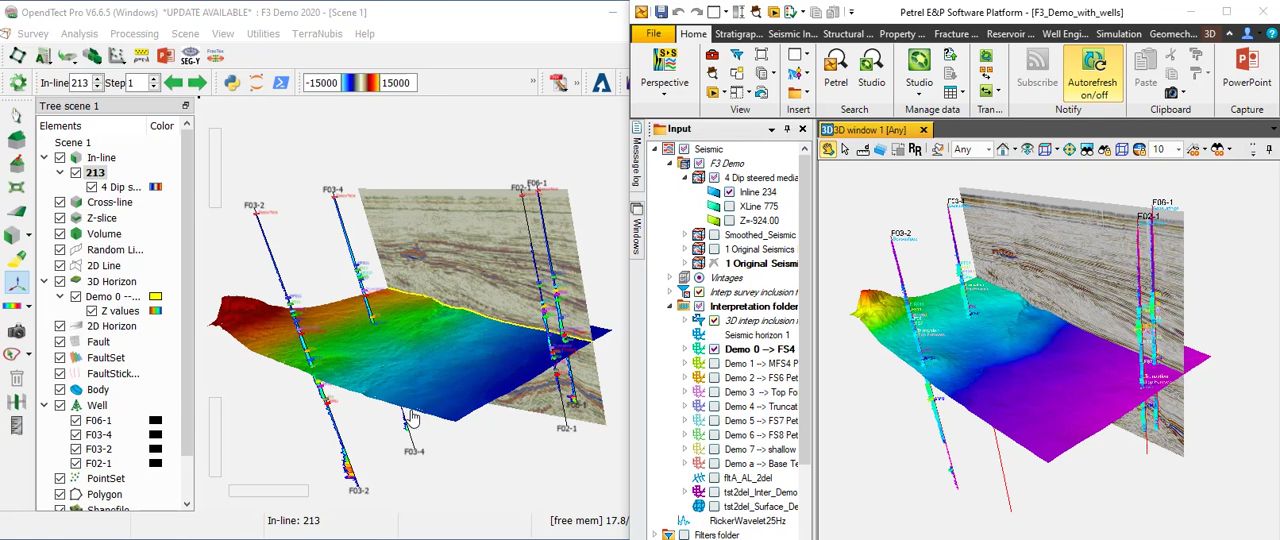 OpendTect Pro V6.6.5 (Windows) *UPDATE AVAILABLE* : F3 Demo 2020 - [Scene 1]
Survey Analysis Processing Scene View Utilities TerraNubis Help
In-line 213 Step 1
-15000 15000
Tree scene 1
Elements Color
Scene 1
In-line
213
4 Dip s...
Cross-line
Z-slice
Volume
Random Li...
2D Line
3D Horizon
Demo 0 --...
Z values
2D Horizon
Fault
FaultSet
FaultStick...
Body
Well
F06-1
F03-4
F03-2
F02-1
PointSet
Polygon
F03-2
F03-4
F02-1
F06-1
F06-1
F02-1
F03-4
F03-2
In-line: 213
[free mem] 17.8/
Petrel E&P Software Platform - [F3_Demo_with_wells]
File Home Stratigrap... Seismic In... Structural ... Property ... Fracture ... Reservoir ... Well Engi... Simulation Geomech... 3D
Perspective
View
Insert
Petrel
Studio
Search
Studio
Manage data
Tran...
Subscribe
Autorefresh
on/off
Notify
Paste
Clipboard
PowerPoint
Capture
Message log
Windows
Input
Seismic
F3 Demo
4 Dip steered media
Inline 234
XLine 775
Z=-924.00
Smoothed_Seismic
1 Original Seismics
1 Original Seismi
Vintages
Interp survey inclusion f
Interpretation folder
3D interp inclusion f
Seismic horizon 1
Demo 0 --> FS4
Demo 1 --> MFS4 P
Demo 2 --> FS6 Pet
Demo 3 --> Top Fo
Demo 4 --> Truncat
Demo 5 --> FS7 Pet
Demo 6 --> FS8 Pet
Demo 7 --> shallow
Demo a --> Base Te
fltA_AL_2del
tst2del_Inter_Demo
tst2del_Surface_De
RickerWavelet25Hz
Filters folder
3D 3D window 1 [Any]
RR Any 10
F03-2
F06-1
F02-1